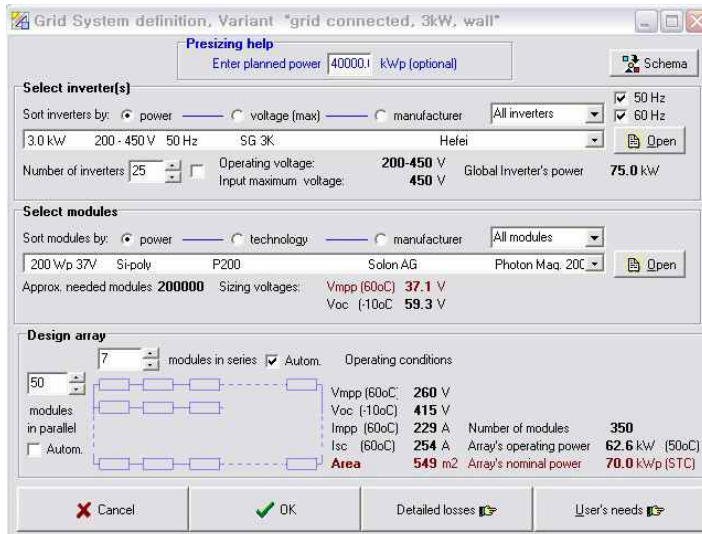 Grid System definition, Variant "grid connected, 3kW, wall"
Presizing help
Enter planned power 40000.( kWp (optional)
Schema
Select inverter(s)
Sort inverters by: power voltage (max) manufacturer All inverters 50 Hz
60 Hz
3.0 kW 200 - 450 V 50 Hz SG 3K Hefei Open
Number of inverters 25 Operating voltage: 200-450 V Global Inverter's power 75.0 kW
Input maximum voltage: 450 V
Select modules
Sort modules by: power technology manufacturer All modules
200 Wp 37V Si-poly P200 Solon AG Photon Mag. 200 Open
Approx. needed modules 200000 Sizing voltages: Vmpp (60oC) 37.1 V
Voc (-10oC 59.3 V
Design array
7 modules in series Autom. Operating conditions
50 modules in parallel Autom.
Vmpp (60oC 260 V
Voc (-10oC) 415 V
Impp (60oC) 229 A Number of modules 350
Isc (60oC) 254 A Array's operating power 62.6 kW (50oC)
Area 549 m2 Array's nominal power 70.0 kWp (STC)
Cancel OK Detailed losses User's needs